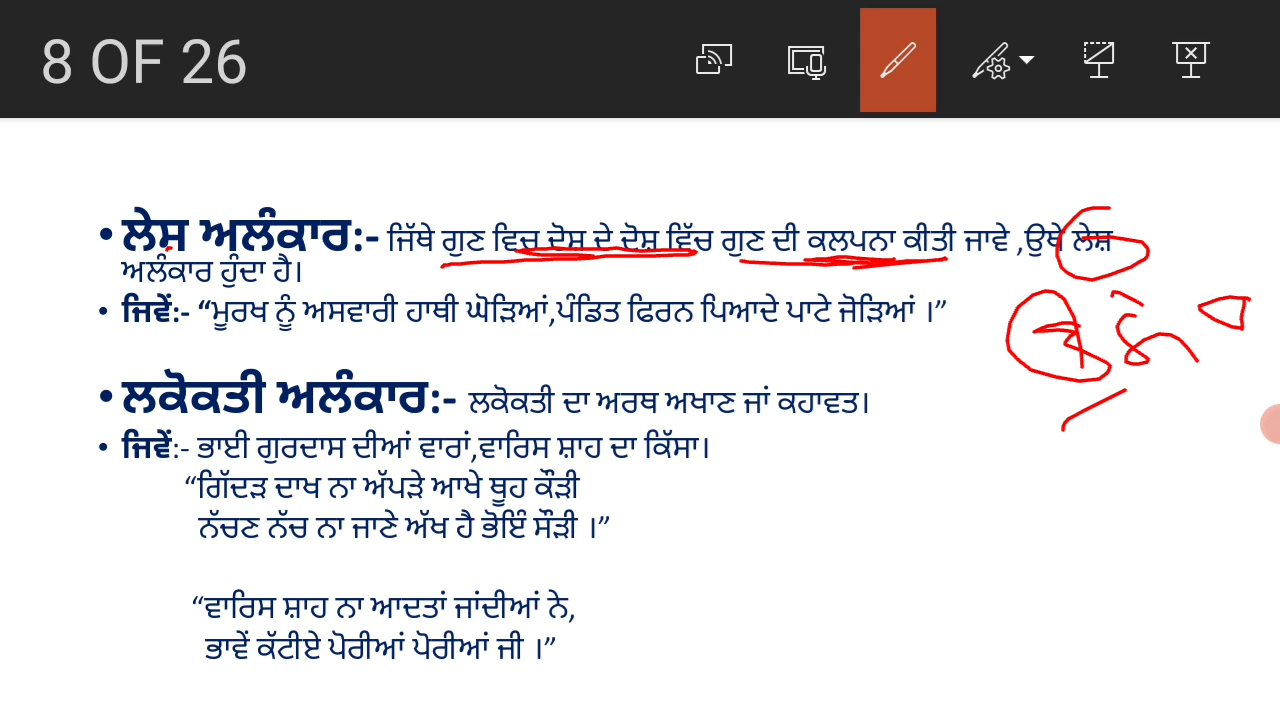 8 OF 26
• ਲੇਸ਼ ਅਲੰਕਾਰ:- ਜਿੱਥੇ ਗੁਣ ਵਿਚ ਦੋਸ਼ ਦੇ ਦੋਸ਼ ਵਿੱਚ ਗੁਣ ਦੀ ਕਲਪਨਾ ਕੀਤੀ ਜਾਵੇ ,ਉਥੇ ਲੇਸ਼
ਅਲੰਕਾਰ ਹੁੰਦਾ ਹੈ।
• ਜਿਵੇਂ:- “ਮੂਰਖ ਨੂੰ ਅਸਵਾਰੀ ਹਾਥੀ ਘੋੜਿਆਂ,ਪੰਡਿਤ ਫਿਰਨ ਪਿਆਦੇ ਪਾਟੇ ਜੋੜਿਆਂ ।”
• ਲਕੋਕਤੀ ਅਲੰਕਾਰ:- ਲਕੋਕਤੀ ਦਾ ਅਰਥ ਅਖਾਣ ਜਾਂ ਕਹਾਵਤ।
• ਜਿਵੇਂ:- ਭਾਈ ਗੁਰਦਾਸ ਦੀਆਂ ਵਾਰਾਂ,ਵਾਰਿਸ ਸ਼ਾਹ ਦਾ ਕਿੱਸਾ।
“ਗਿੱਦੜ ਦਾਖ ਨਾ ਅੱਪੜੇ ਆਖੇ ਥੂਹ ਕੌੜੀ
ਨੱਚਣ ਨੱਚ ਨਾ ਜਾਣੇ ਅੱਖ ਹੈ ਭੋਇੰ ਸੌੜੀ ।”
“ਵਾਰਿਸ ਸ਼ਾਹ ਨਾ ਆਦਤਾਂ ਜਾਂਦੀਆਂ ਨੇ,
ਭਾਵੇਂ ਕੱਟੀਏ ਪੋਰੀਆਂ ਪੋਰੀਆਂ ਜੀ ।”